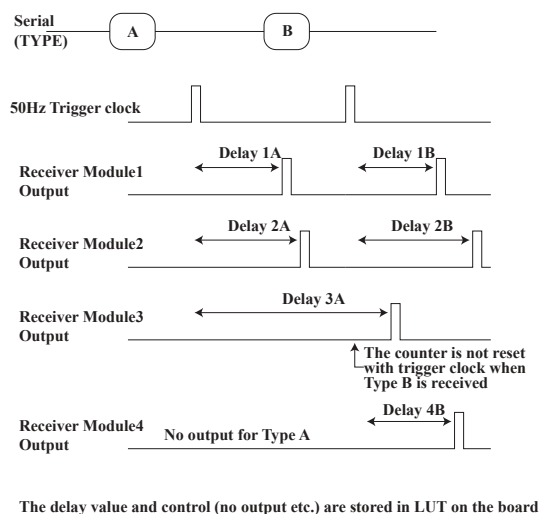 Serial
(TYPE)
A
B
50Hz Trigger clock
Delay 1A
Delay 1B
Receiver Module1
Output
Delay 2A
Delay 2B
Receiver Module2
Output
Delay 3A
Receiver Module3
Output
The counter is not reset
with trigger clock when
Type B is received
Delay 4B
Receiver Module4
Output
No output for Type A
The delay value and control (no output etc.) are stored in LUT on the board